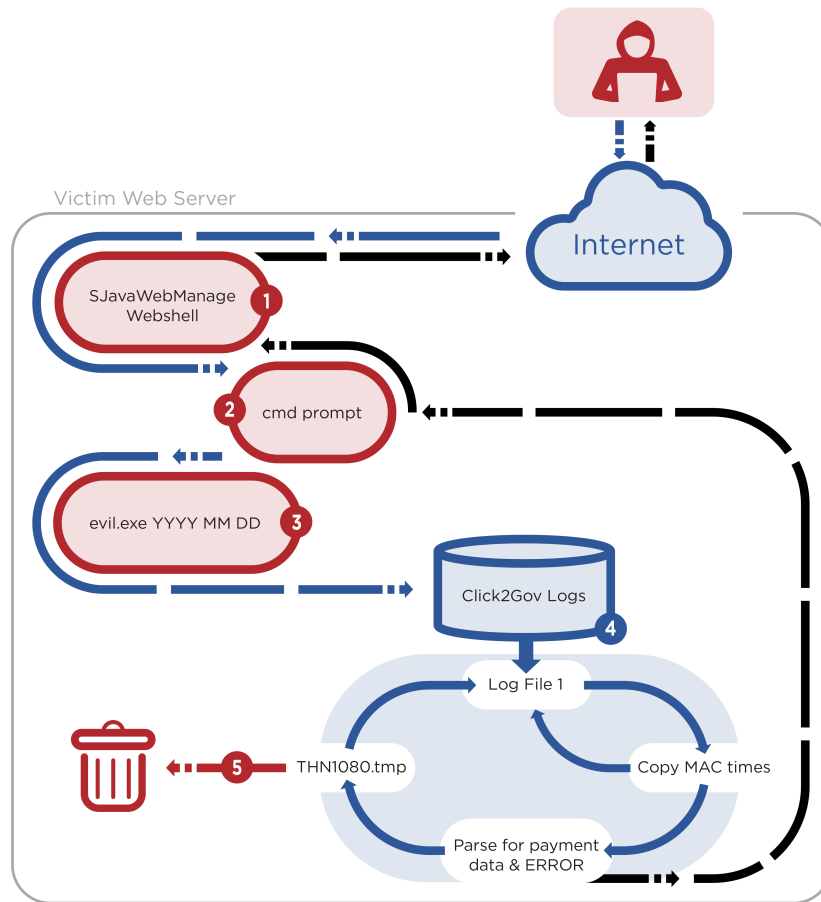 Victim Web Server
Internet
SJavaWebManage
Webshell
1
2
cmd prompt
evil.exe YYYY MM DD
3
Click2Gov Logs
4
Log File 1
5
THN1080.tmp
Copy MAC times
Parse for payment
data & ERROR